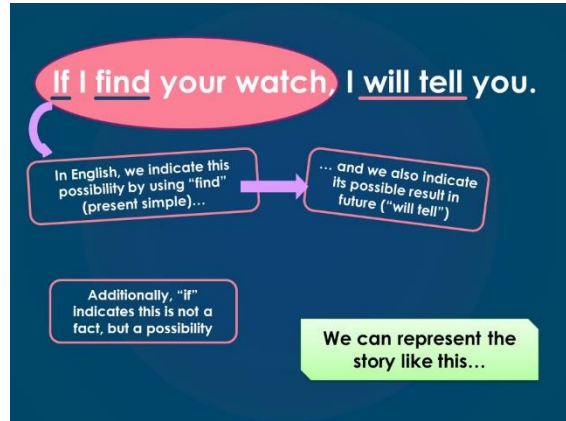 If I find your watch, I will tell you.
In English, we indicate this
possibility by using “find”
(present simple)…
… and we also indicate
its possible result in
future (“will tell”)
Additionally, “if”
indicates this is not a
fact, but a possibility
We can represent the
story like this…